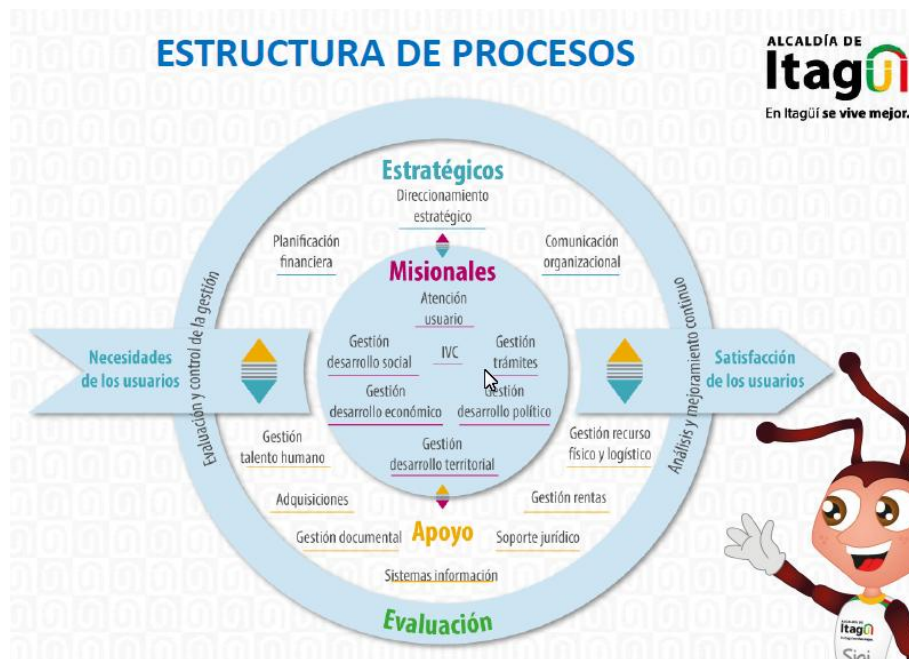 ESTRUCTURA DE PROCESOS
ALCALDÍA DE
Itagüí
En Itagüí se vive mejor.
Estratégicos
Direccionamiento
estratégico
Planificación
financiera
Comunicación
organizacional
Misionales
Atención
usuario
Gestión
desarrollo social
IVC
Gestión
trámites
Gestión
desarrollo económico
Gestión
desarrollo político
Gestión
desarrollo territorial
Necesidades
de los usuarios
Evaluación y control de la gestión
Análisis y mejoramiento continuo
Satisfacción
de los usuarios
Gestión
talento humano
Gestión recurso
físico y logístico
Adquisiciones
Gestión rentas
Gestión documental
Apoyo
Soporte jurídico
Sistemas información
Evaluación
ALCALDÍA DE
Itagüí